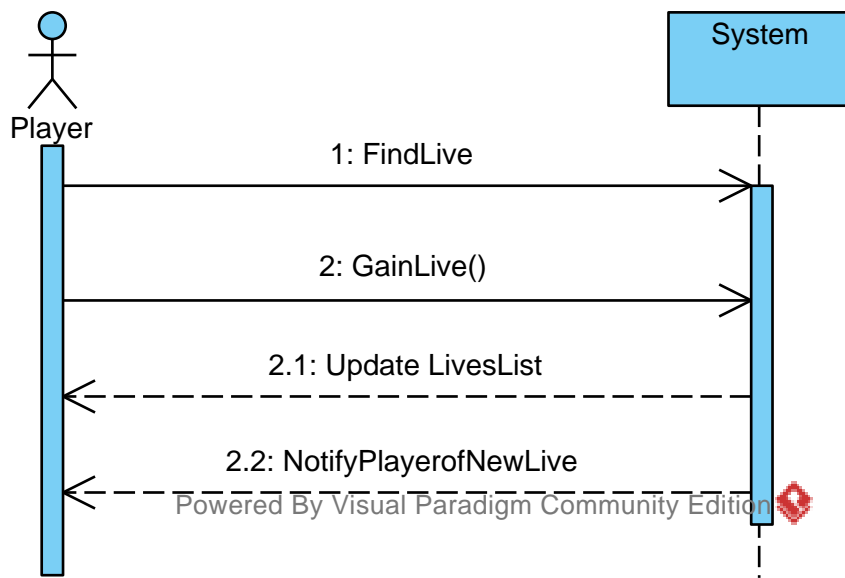 System
Player
1: FindLive
2: GainLive()
2.1: Update LivesList
2.2: NotifyPlayerofNewLive
Powered By Visual Paradigm Community Edition